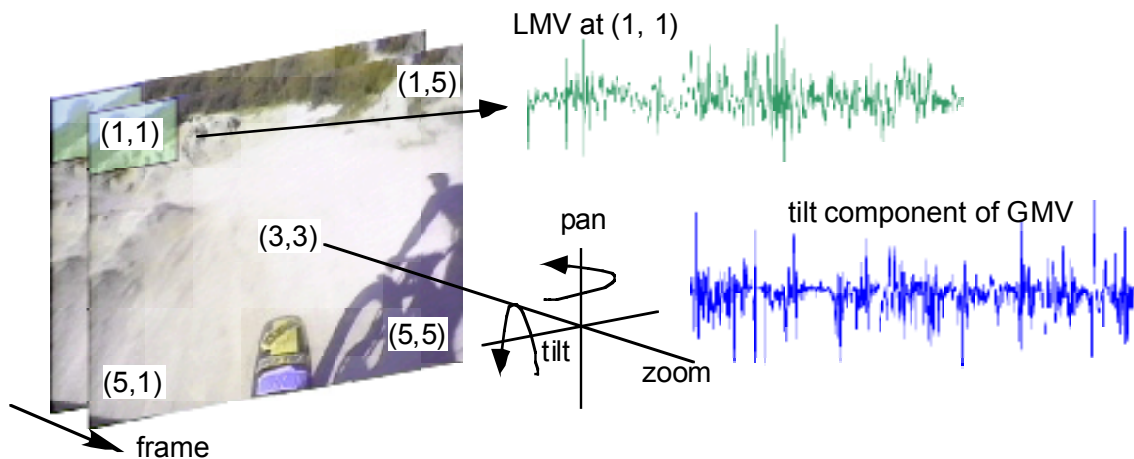 LMV at (1, 1)
(1,5)
(1,1)
(3,3)
pan
tilt component of GMV
(5,5)
tilt
zoom
(5,1)
frame